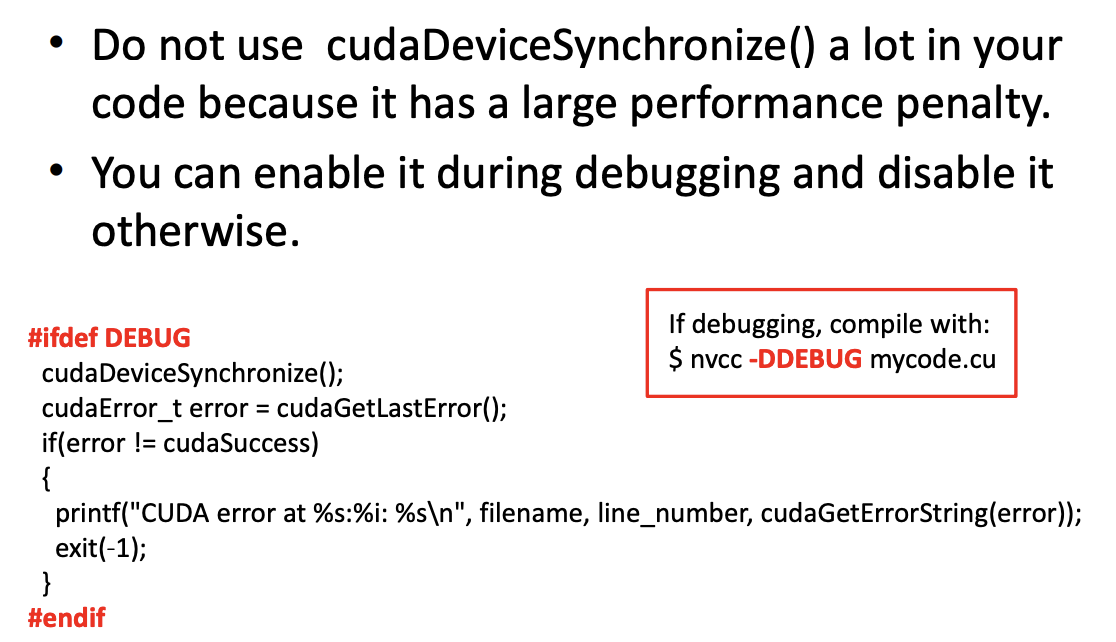 • Do not use cudaDeviceSynchronize() a lot in your
code because it has a large performance penalty.
• You can enable it during debugging and disable it
otherwise.
If debugging, compile with:
$ nvcc -DDEBUG mycode.cu
#ifdef DEBUG
cudaDeviceSynchronize();
cudaError_t error = cudaGetLastError();
if(error != cudaSuccess)
{
printf("CUDA error at %s:%i: %s\n", filename, line_number, cudaGetErrorString(error));
exit(-1);
}
#endif